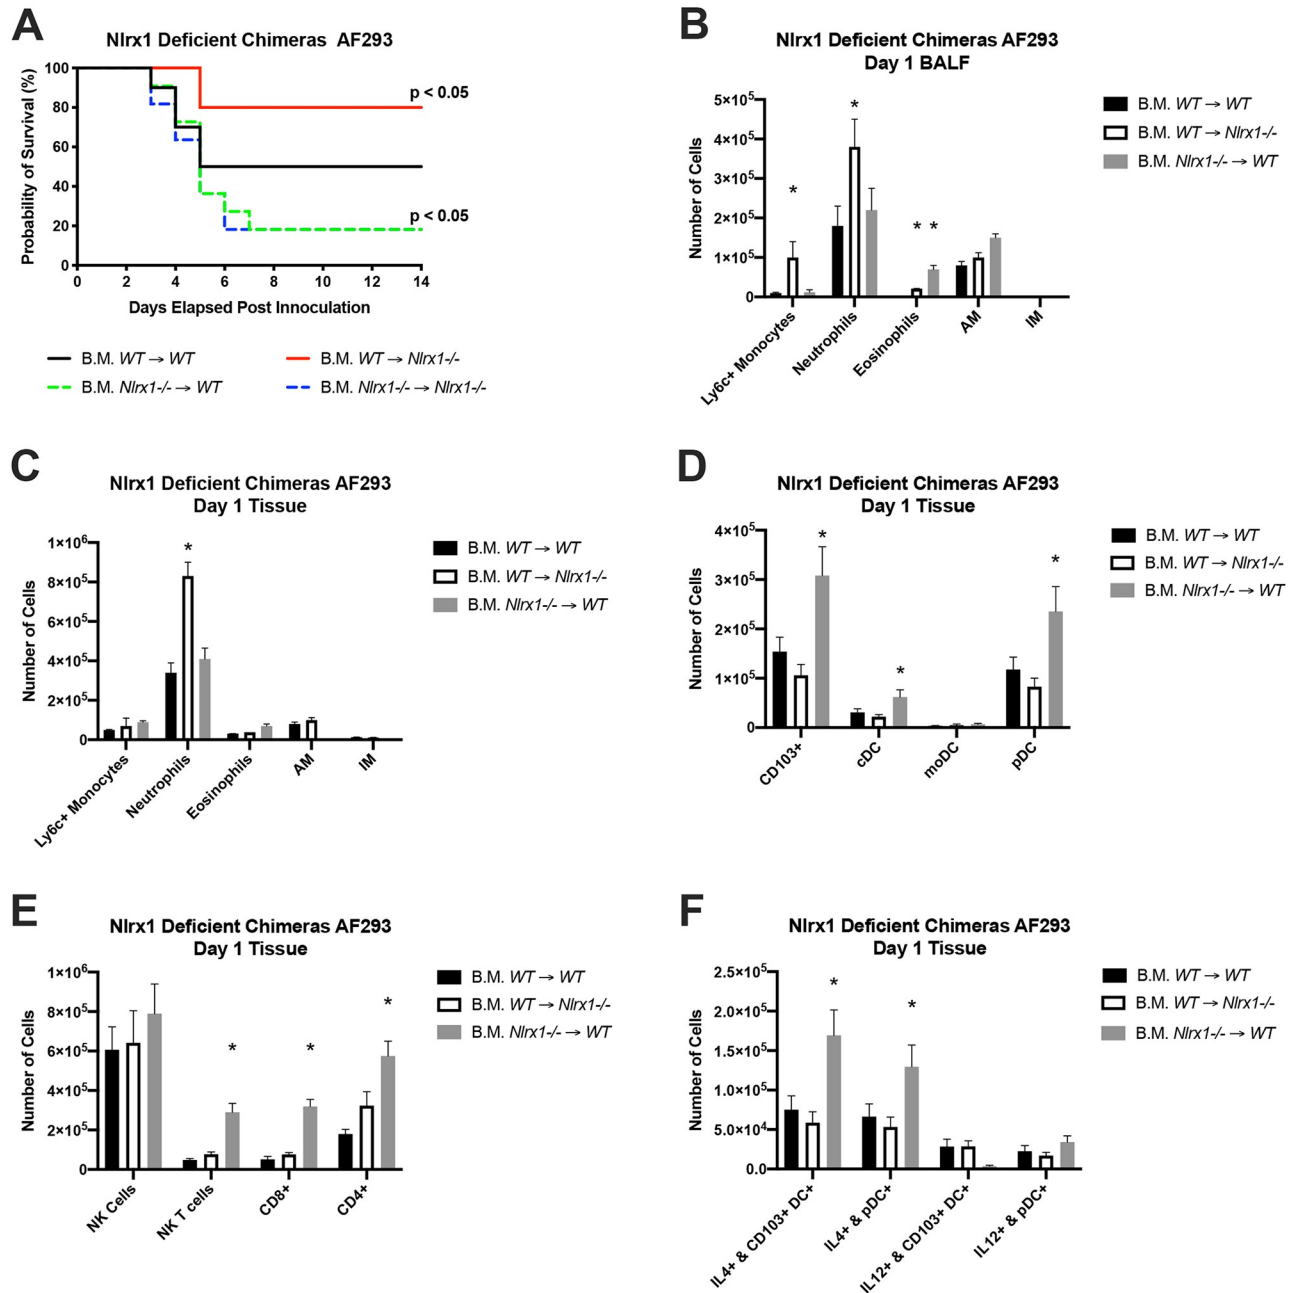 A
Nlrx1 Deficient Chimeras AF293
Probability of Survival (%)
100
80
60
40
20
0
p < 0.05
p < 0.05
0 2 4 6 8 10 12 14
Days Elapsed Post Inoculation
B.M. WT → WT
B.M. WT → Nlrx1-/-
B.M. Nlrx1-/- → WT
B.M. Nlrx1-/- → Nlrx1-/-
B
Nlrx1 Deficient Chimeras AF293
Day 1 BALF
Number of Cells
5×10⁵
4×10⁵
3×10⁵
2×10⁵
1×10⁵
0
*
*
* *
Ly6c+ Monocytes
Neutrophils
Eosinophils
AM
IM
B.M. WT → WT
B.M. WT → Nlrx1-/-
B.M. Nlrx1-/- → WT
C
Nlrx1 Deficient Chimeras AF293
Day 1 Tissue
Number of Cells
1×10⁶
8×10⁵
6×10⁵
4×10⁵
2×10⁵
0
*
Ly6c+ Monocytes
Neutrophils
Eosinophils
AM
IM
B.M. WT → WT
B.M. WT → Nlrx1-/-
B.M. Nlrx1-/- → WT
D
Nlrx1 Deficient Chimeras AF293
Day 1 Tissue
Number of Cells
4×10⁵
3×10⁵
2×10⁵
1×10⁵
0
*
*
*
CD103+
cDC
moDC
pDC
B.M. WT → WT
B.M. WT → Nlrx1-/-
B.M. Nlrx1-/- → WT
E
Nlrx1 Deficient Chimeras AF293
Day 1 Tissue
Number of Cells
1×10⁶
8×10⁵
6×10⁵
4×10⁵
2×10⁵
0
*
*
*
NK Cells
NK T cells
CD8+
CD4+
B.M. WT → WT
B.M. WT → Nlrx1-/-
B.M. Nlrx1-/- → WT
F
Nlrx1 Deficient Chimeras AF293
Day 1 Tissue
Number of Cells
2.5×10⁵
2.0×10⁵
1.5×10⁵
1.0×10⁵
5.0×10⁴
0.0
*
*
IL4+ & CD103+ DC+
IL4+ & pDC+
IL12+ & CD103+ DC+
IL12+ & pDC+
B.M. WT → WT
B.M. WT → Nlrx1-/-
B.M. Nlrx1-/- → WT